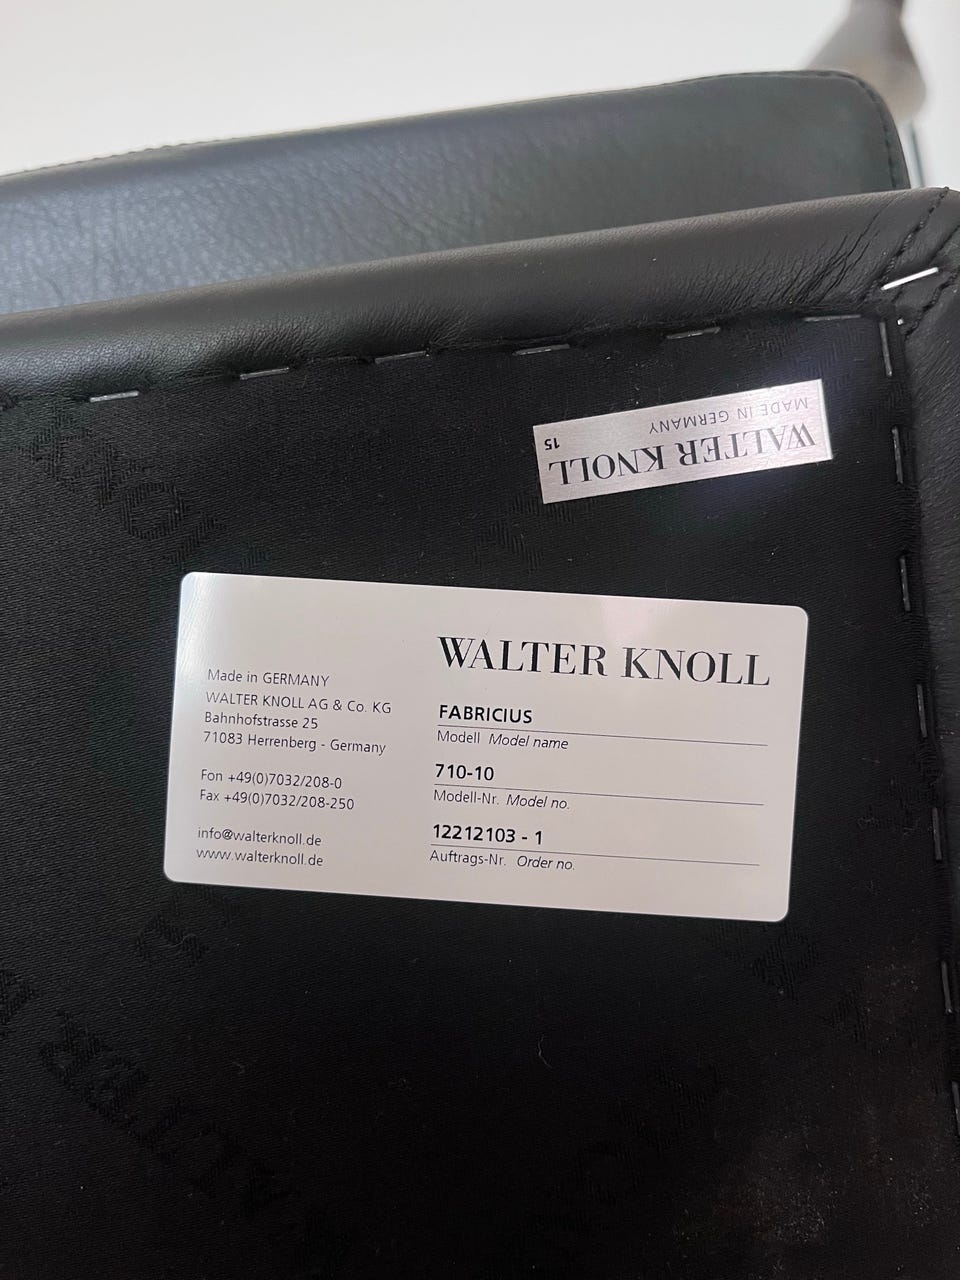 WALTER KNOLL
MADE IN GERMANY
15
Made in GERMANY
WALTER KNOLL AG & Co. KG
Bahnhofstrasse 25
71083 Herrenberg - Germany
Fon +49(0)7032/208-0
Fax +49(0)7032/208-250
info@walterknoll.de
www.walterknoll.de
WALTER KNOLL
FABRICIUS
Modell Model name
710-10
Modell-Nr. Model no.
12212103 - 1
Auftrags-Nr. Order no.